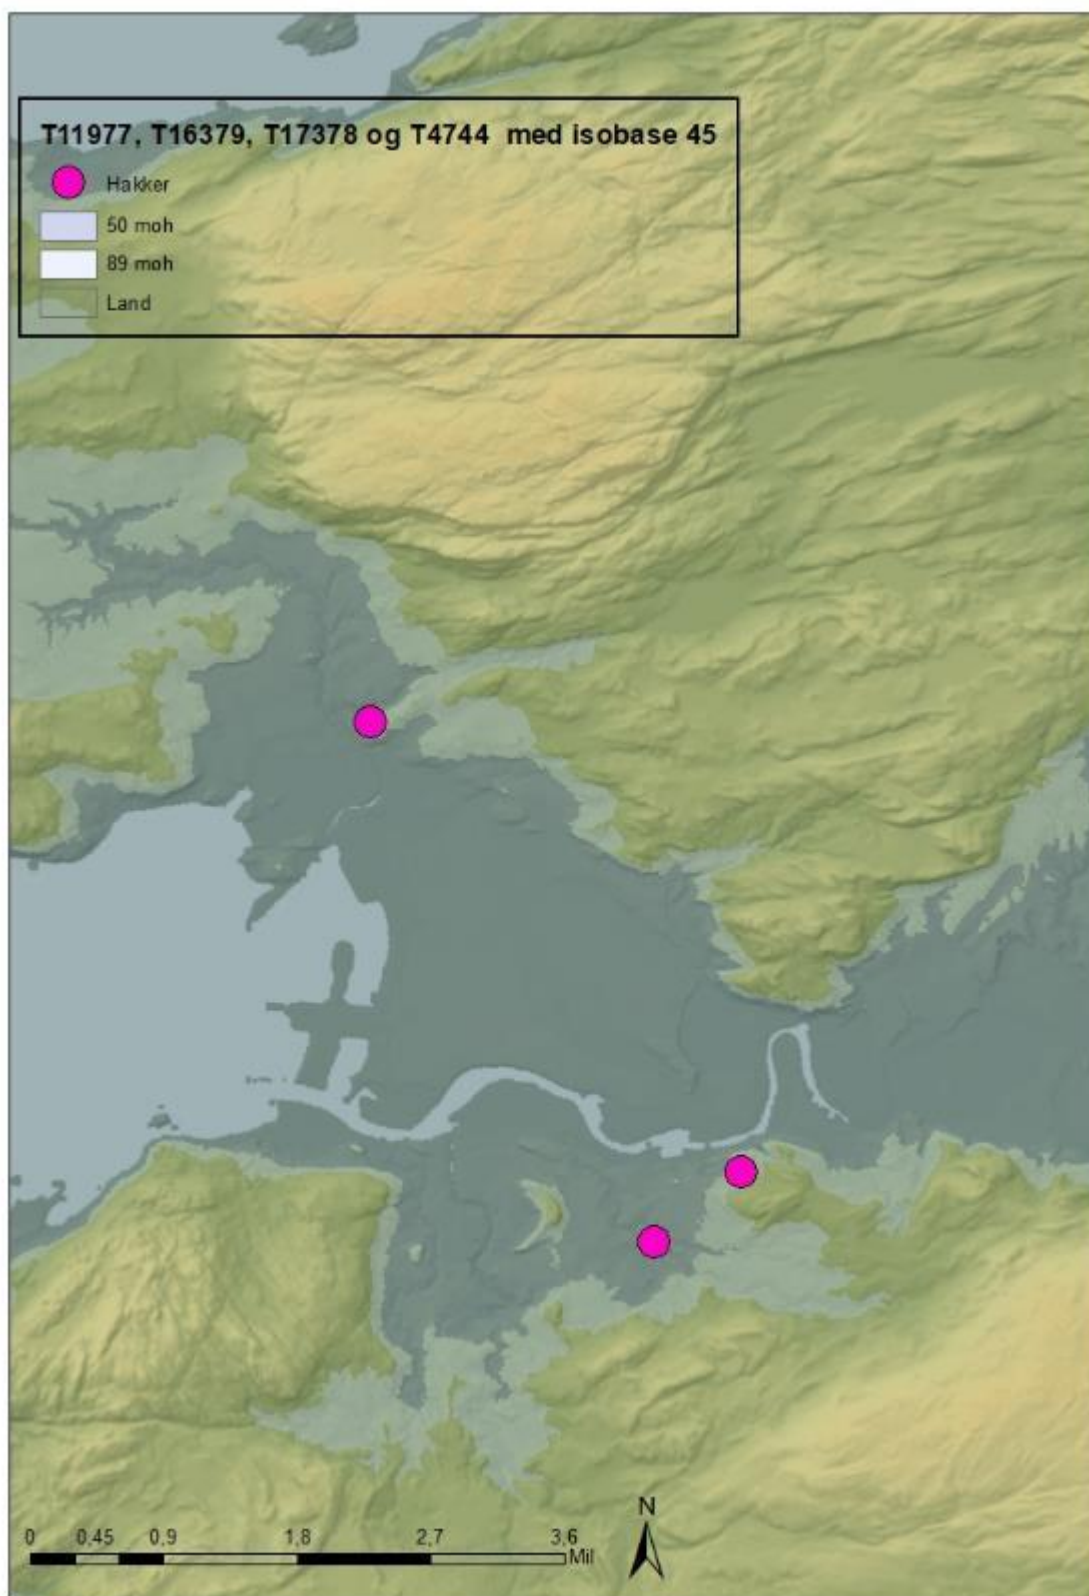 T11977, T16379, T17378 og T4744 med isobase 45
Hakker
50 moh
89 moh
Land
N
0 0,45 0,9 1,8 2,7 3,6
Mil